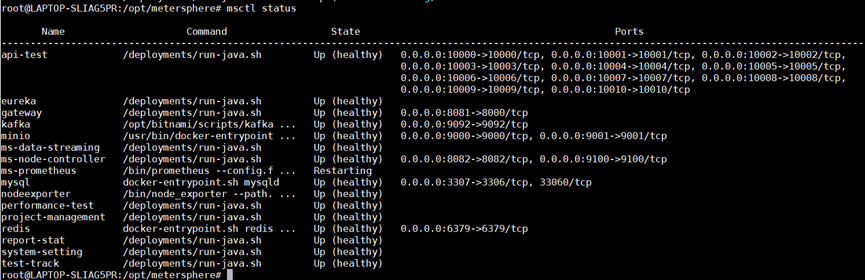 root@LAPTOP-SLIAG5PR:/opt/metersphere# msctl status
Name Command State Ports
--------------------------------------------------------------------------------
api-test /deployments/run-java.sh Up (healthy) 0.0.0.0:10000->10000/tcp, 0.0.0.0:10001->10001/tcp, 0.0.0.0:10002->10002/tcp,
0.0.0.0:10003->10003/tcp, 0.0.0.0:10004->10004/tcp, 0.0.0.0:10005->10005/tcp,
0.0.0.0:10006->10006/tcp, 0.0.0.0:10007->10007/tcp, 0.0.0.0:10008->10008/tcp,
0.0.0.0:10009->10009/tcp, 0.0.0.0:10010->10010/tcp
eureka /deployments/run-java.sh Up (healthy)
gateway /deployments/run-java.sh Up (healthy) 0.0.0.0:8081->8000/tcp
kafka /opt/bitnami/scripts/kafka ... Up (healthy) 0.0.0.0:9092->9092/tcp
minio /usr/bin/docker-entrypoint ... Up (healthy) 0.0.0.0:9000->9000/tcp, 0.0.0.0:9001->9001/tcp
ms-data-streaming /deployments/run-java.sh Up (healthy)
ms-node-controller /deployments/run-java.sh Up (healthy) 0.0.0.0:8082->8082/tcp, 0.0.0.0:9100->9100/tcp
ms-prometheus /bin/prometheus --config.f ... Restarting
mysql docker-entrypoint.sh mysqld Up (healthy) 0.0.0.0:3307->3306/tcp, 33060/tcp
nodeexporter /bin/node_exporter --path. ... Up (healthy)
performance-test /deployments/run-java.sh Up (healthy)
project-management /deployments/run-java.sh Up (healthy)
redis docker-entrypoint.sh redis ... Up (healthy) 0.0.0.0:6379->6379/tcp
report-stat /deployments/run-java.sh Up (healthy)
system-setting /deployments/run-java.sh Up (healthy)
test-track /deployments/run-java.sh Up (healthy)
root@LAPTOP-SLIAG5PR:/opt/metersphere#